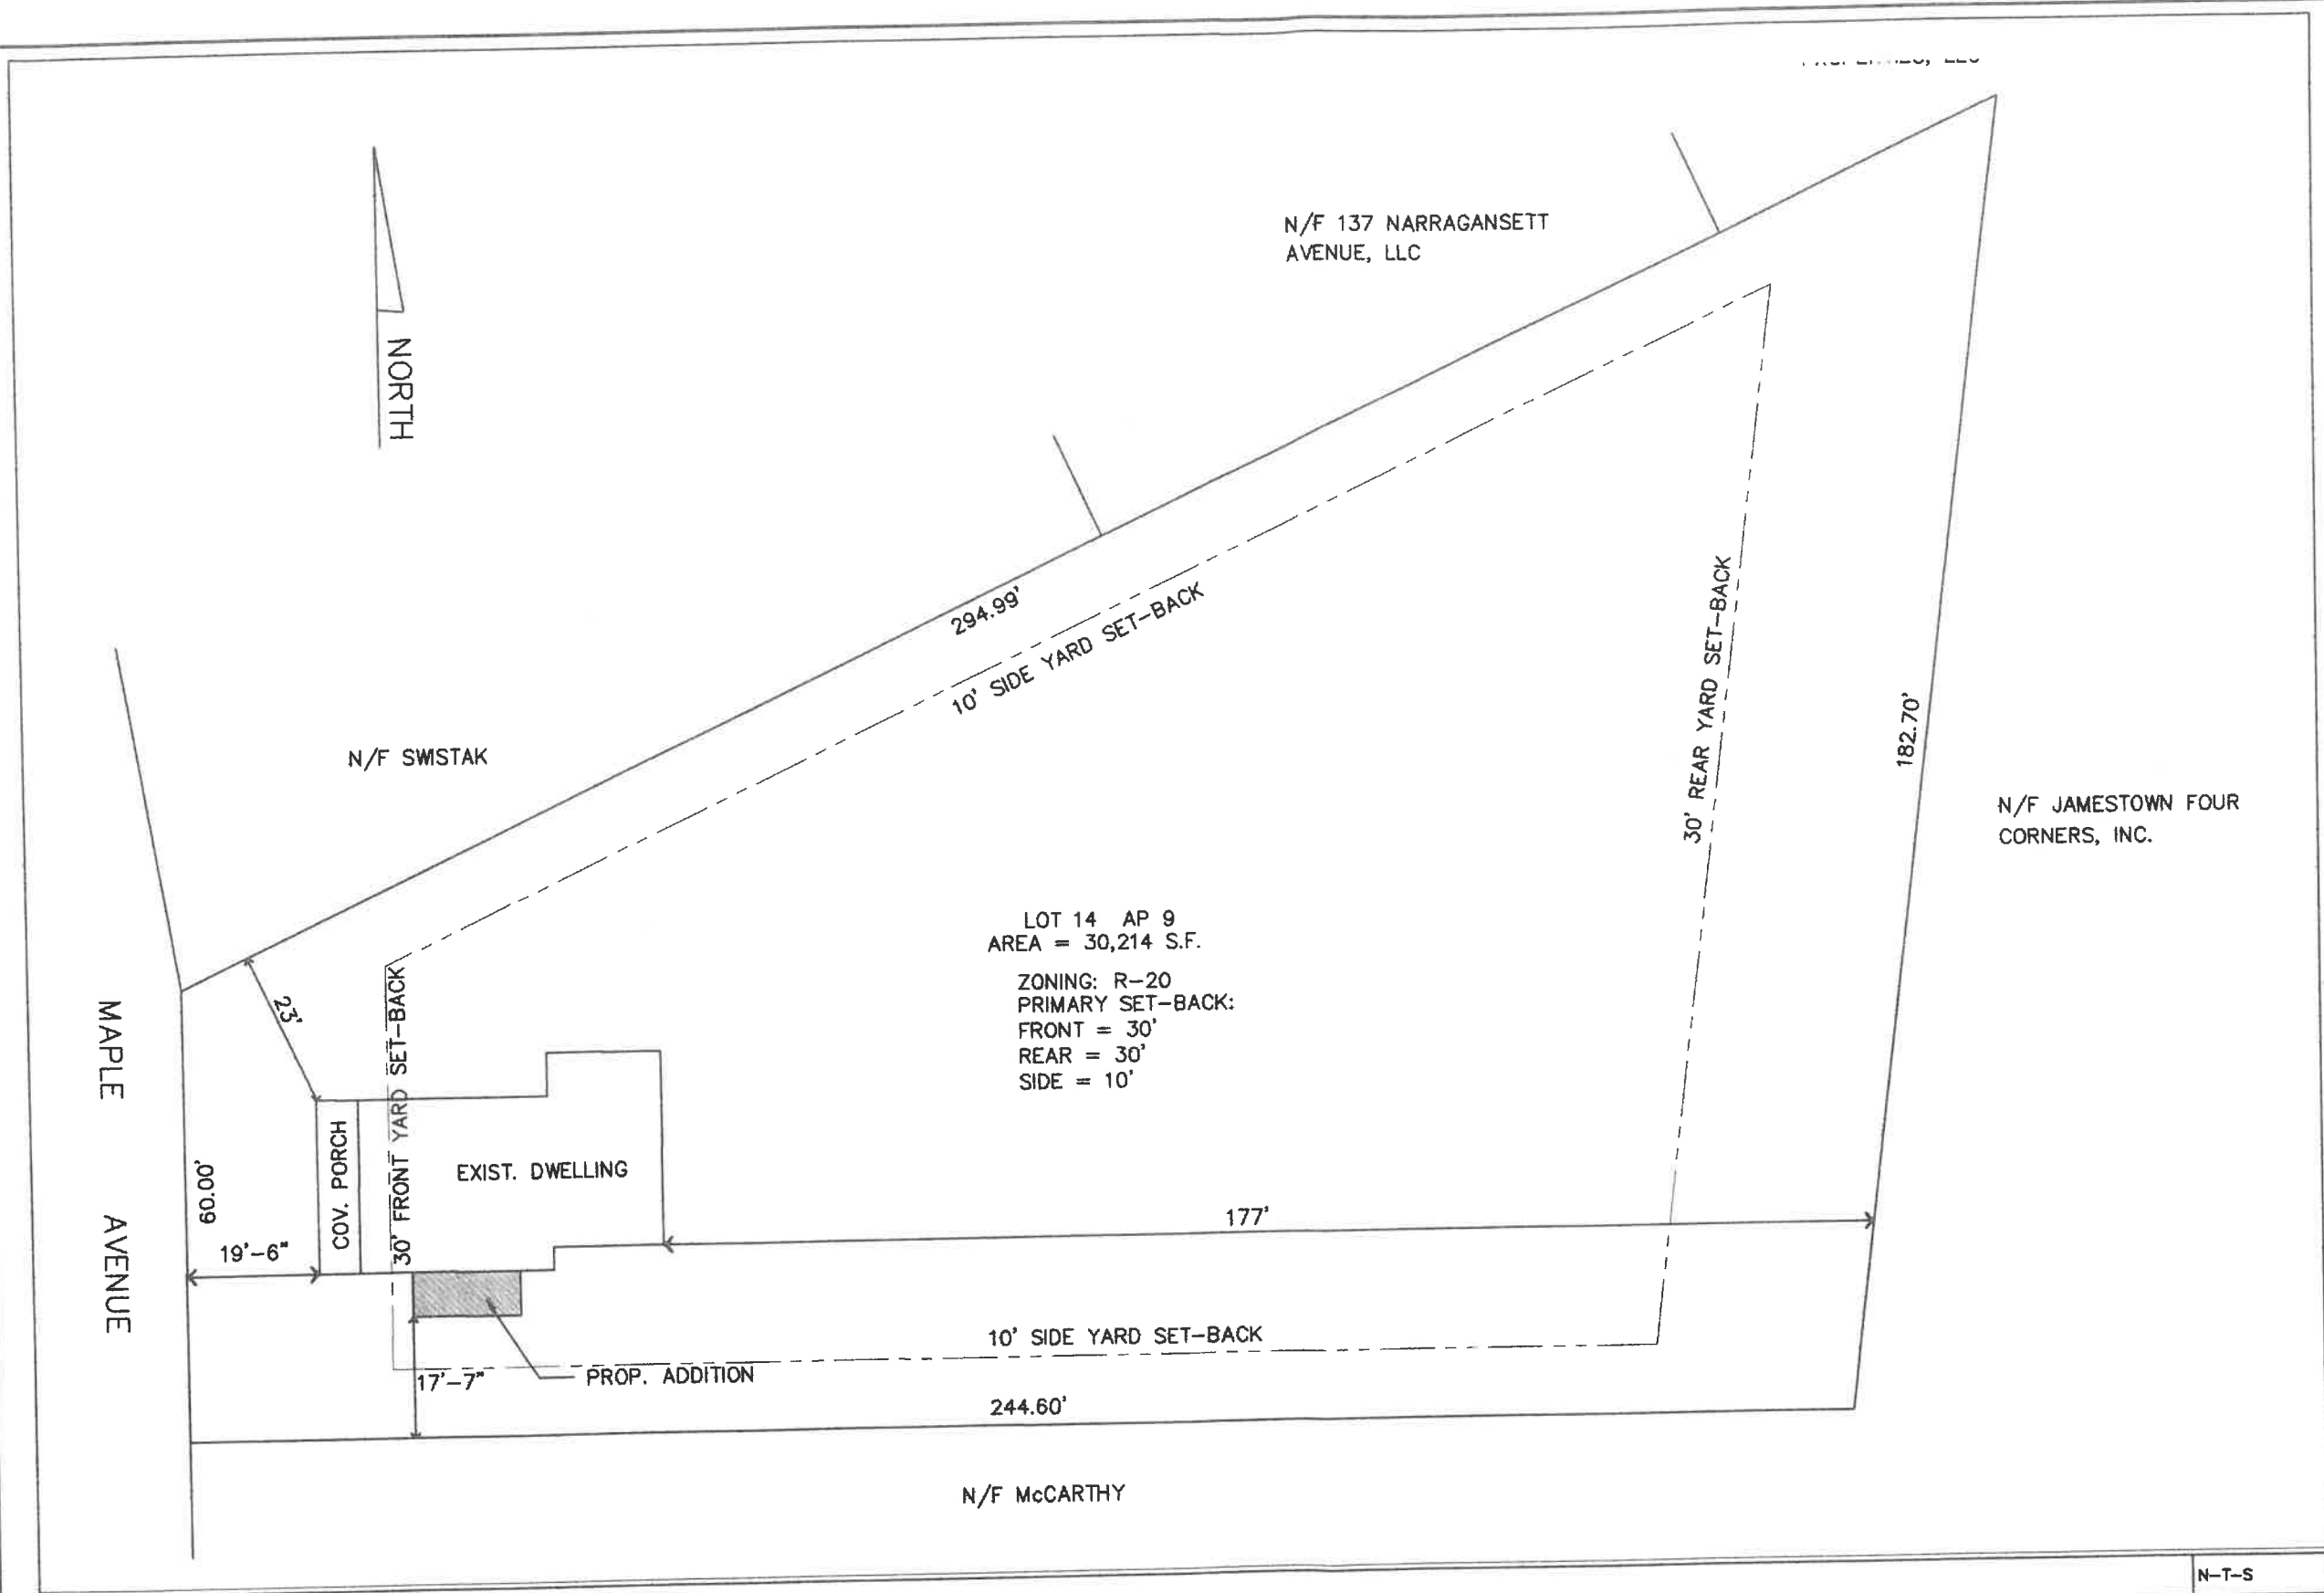 N/F 137 NARRAGANSETT
AVENUE, LLC
NORTH
294.99'
10' SIDE YARD SET-BACK
30' REAR YARD SET-BACK
182.70'
N/F SWISTAK
N/F JAMESTOWN FOUR
CORNERS, INC.
LOT 14 AP 9
AREA = 30,214 S.F.
ZONING: R-20
PRIMARY SET-BACK:
FRONT = 30'
REAR = 30'
SIDE = 10'
MAPLE AVENUE
23'
30' FRONT YARD SET-BACK
60.00'
COV. PORCH
EXIST. DWELLING
19'-6"
177'
10' SIDE YARD SET-BACK
17'-7"
PROP. ADDITION
244.60'
N/F McCARTHY
N-T-S